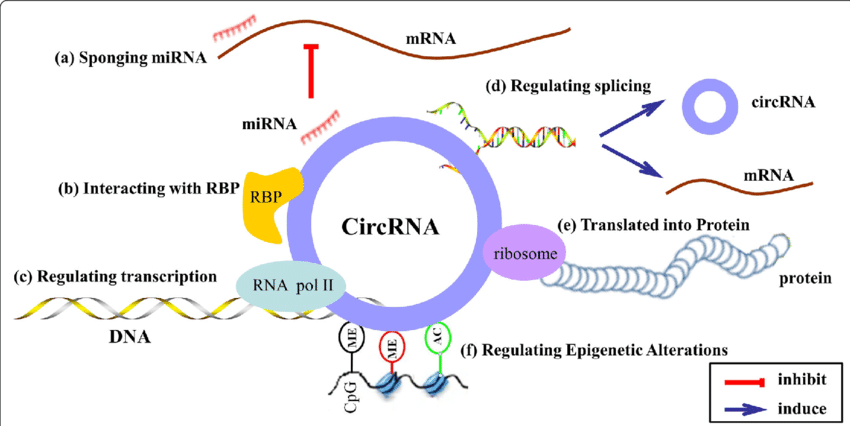 mRNA
(a) Sponging miRNA
miRNA
(d) Regulating splicing
circRNA
mRNA
(b) Interacting with RBP
RBP
CircRNA
(e) Translated into Protein
ribosome
protein
(c) Regulating transcription
RNA pol II
DNA
ME
ME
AC
(f) Regulating Epigenetic Alterations
CpG
inhibit
induce